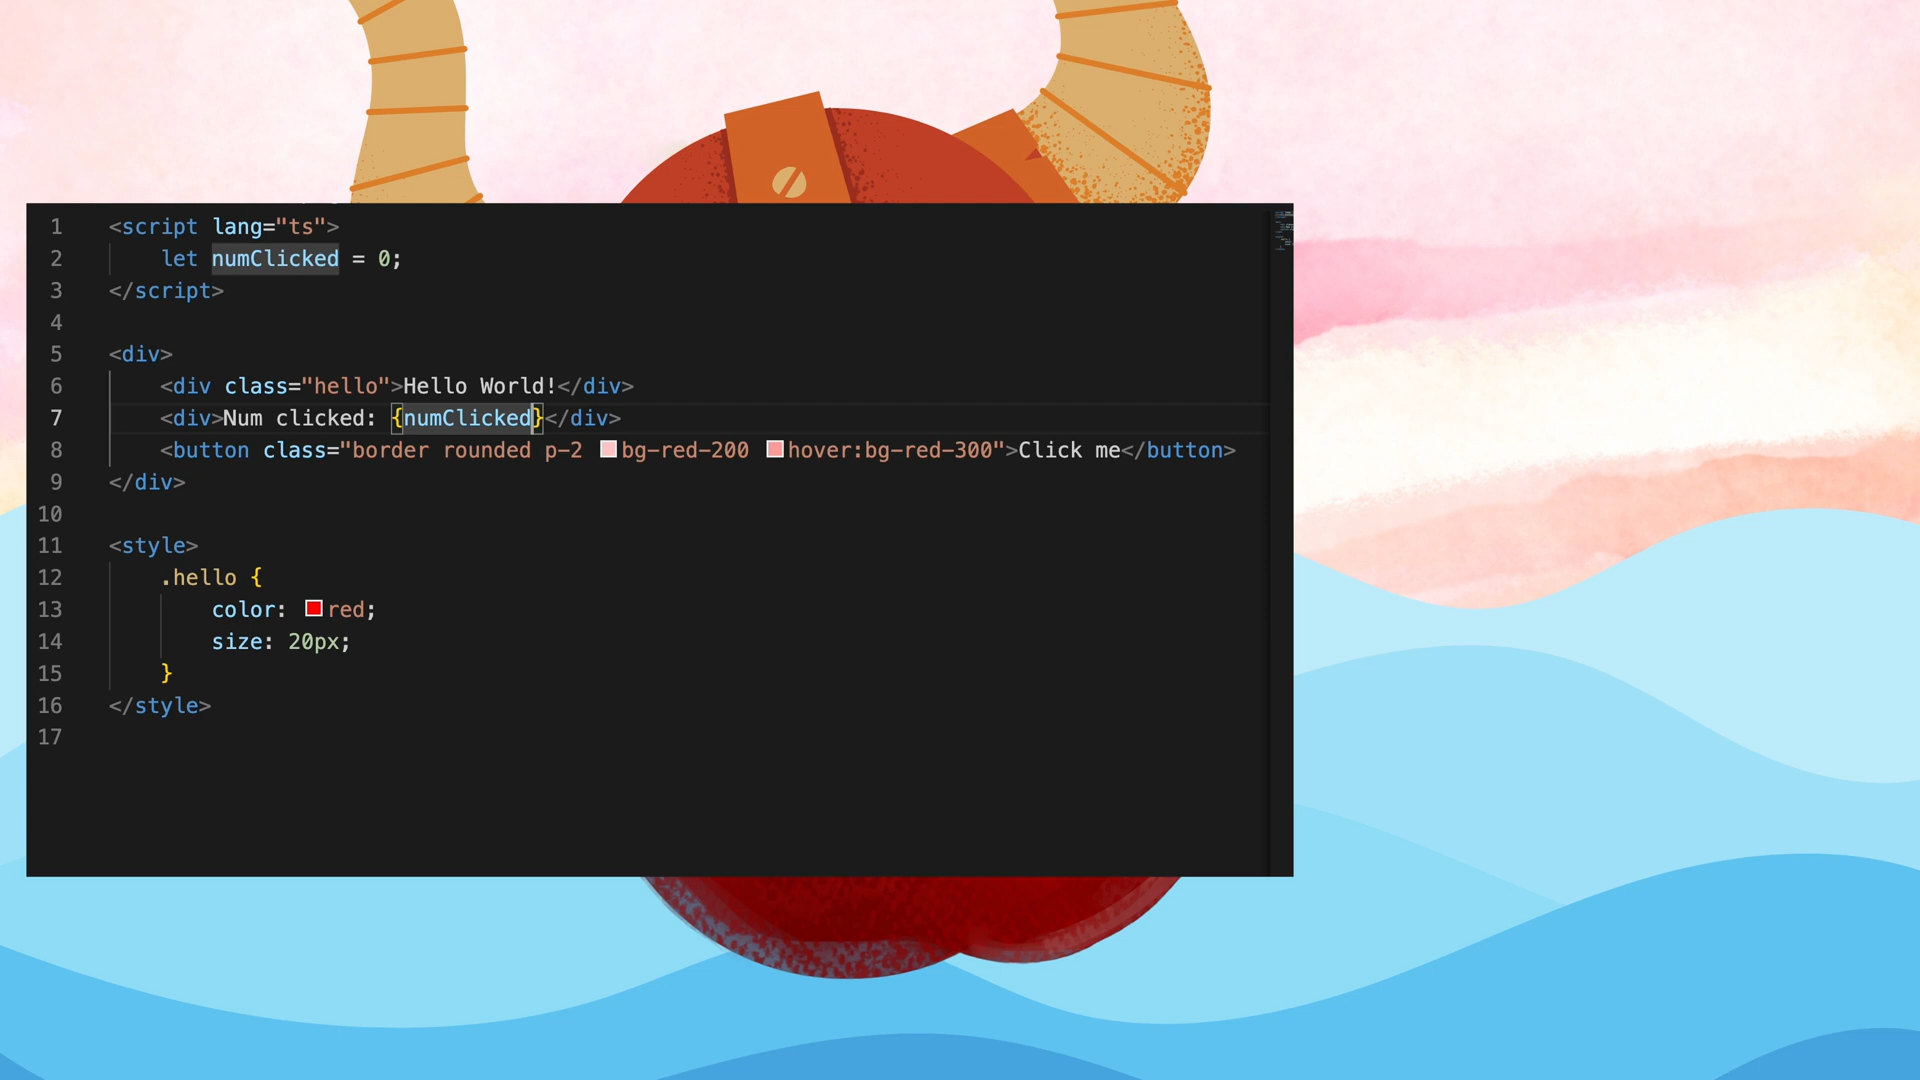 1 <script lang="ts">
2 let numClicked = 0;
3 </script>
4
5 <div>
6 <div class="hello">Hello World!</div>
7 <div>Num clicked: {numClicked}</div>
8 <button class="border rounded p-2 bg-red-200 hover:bg-red-300">Click me</button>
9 </div>
10
11 <style>
12 .hello {
13 color: red;
14 size: 20px;
15 }
16 </style>
17